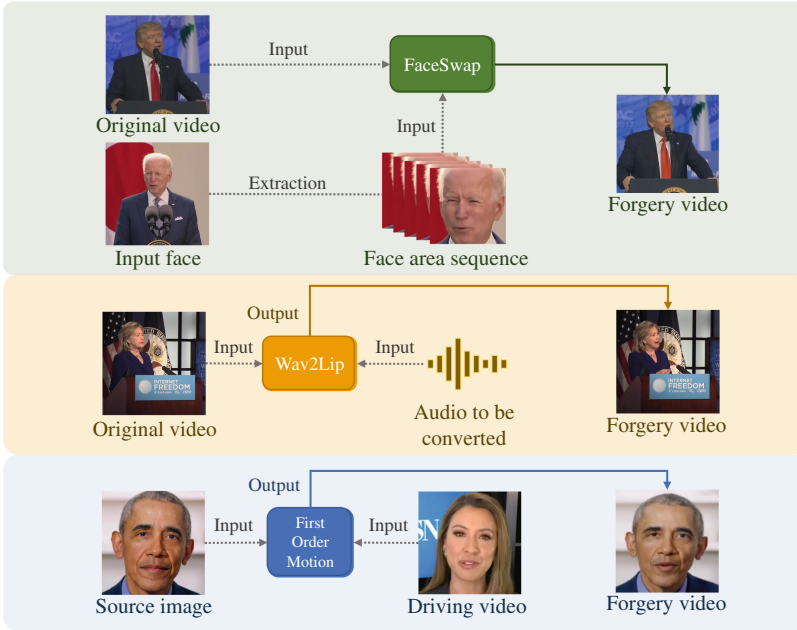 Input
FaceSwap
Original video
Input
Extraction
Forgery video
Input face
Face area sequence
Output
Input
Wav2Lip
Input
INTERNET
FREEDOM
INTERNET
FREEDOM
Original video
Audio to be
converted
Forgery video
Output
Input
First
Order
Motion
Input
SN
Source image
Driving video
Forgery video